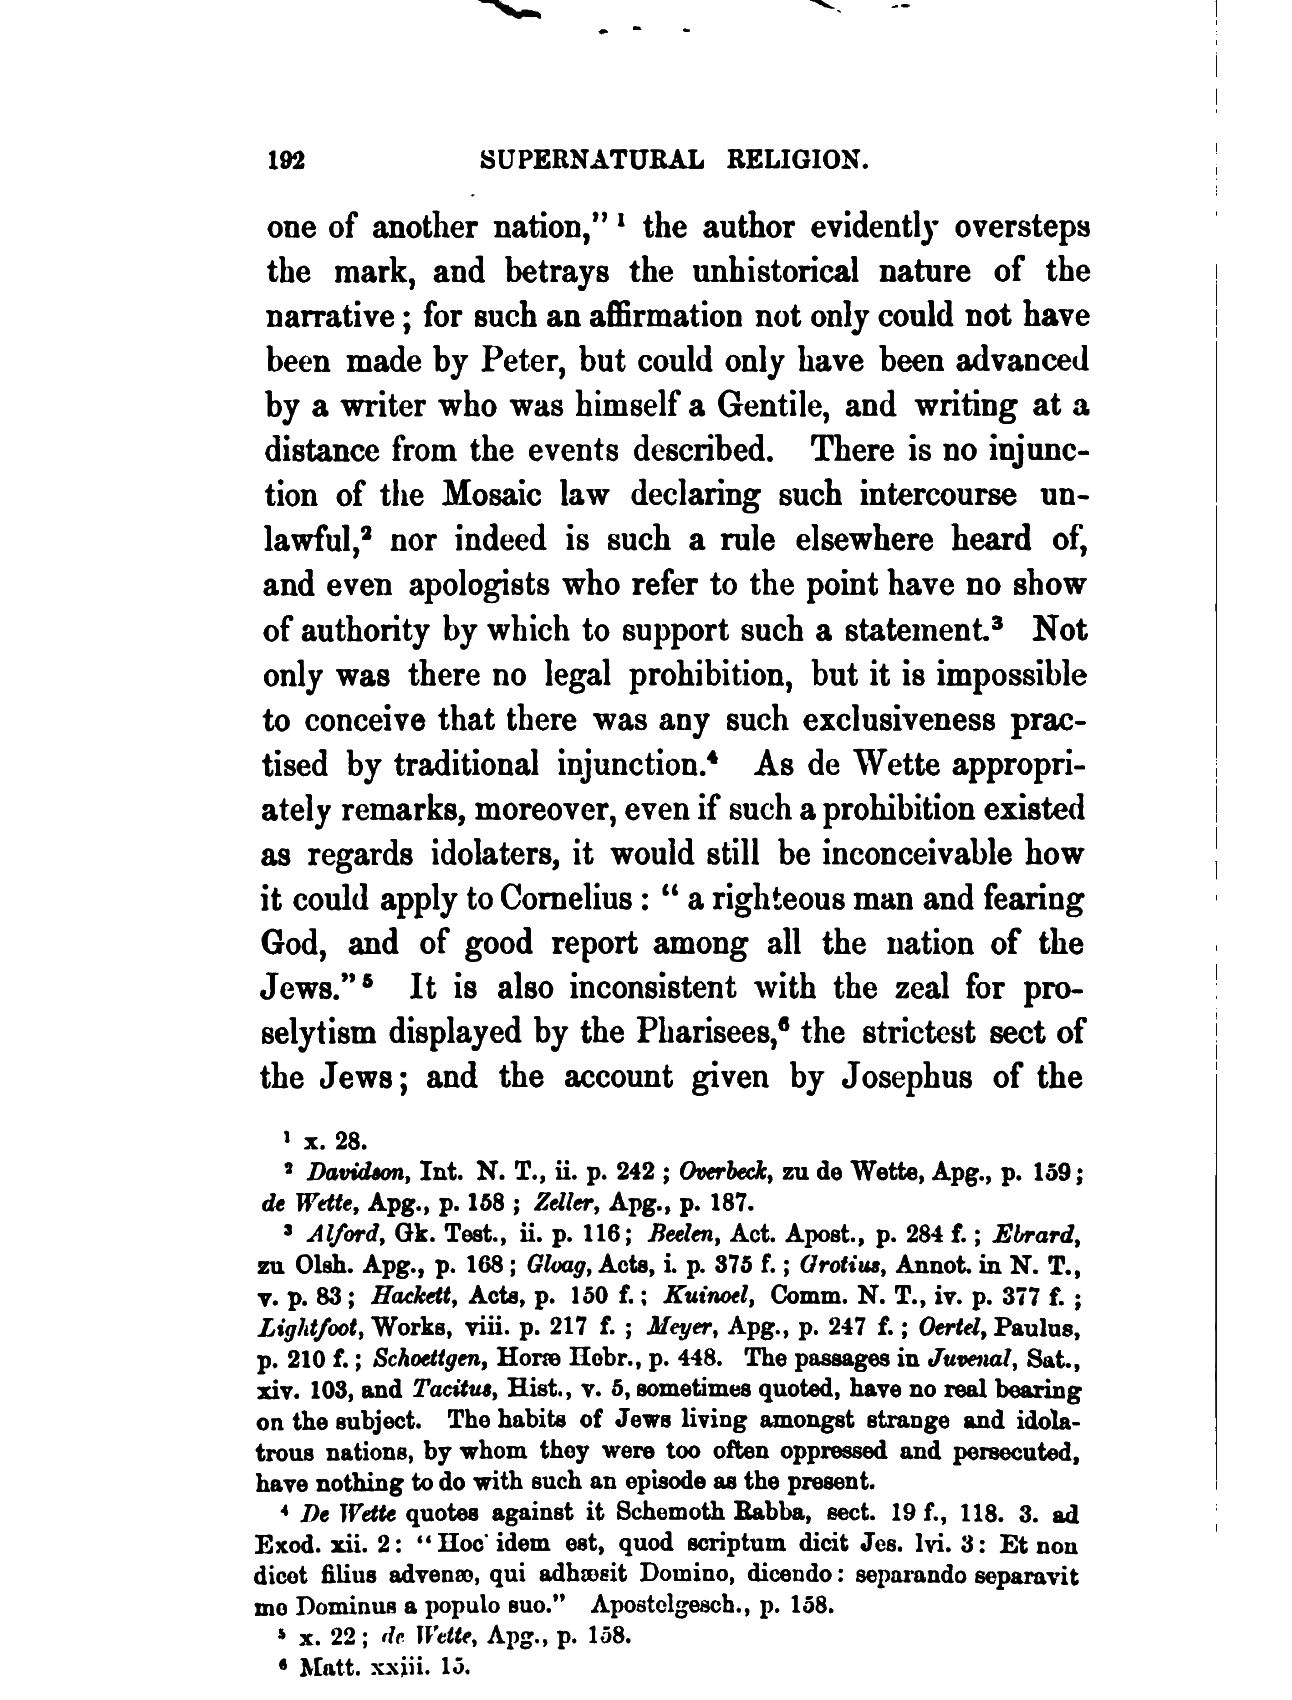 192 SUPERNATURAL RELIGION.
one of another nation,” ¹ the author evidently oversteps
the mark, and betrays the unhistorical nature of the
narrative ; for such an affirmation not only could not have
been made by Peter, but could only have been advanced
by a writer who was himself a Gentile, and writing at a
distance from the events described. There is no injunc-
tion of the Mosaic law declaring such intercourse un-
lawful,² nor indeed is such a rule elsewhere heard of,
and even apologists who refer to the point have no show
of authority by which to support such a statement.³ Not
only was there no legal prohibition, but it is impossible
to conceive that there was any such exclusiveness prac-
tised by traditional injunction.⁴ As de Wette appropri-
ately remarks, moreover, even if such a prohibition existed
as regards idolaters, it would still be inconceivable how
it could apply to Cornelius : “ a righteous man and fearing
God, and of good report among all the nation of the
Jews.” ⁵ It is also inconsistent with the zeal for pro-
selytism displayed by the Pharisees,⁶ the strictest sect of
the Jews ; and the account given by Josephus of the
¹ x. 28.
² Davidson, Int. N. T., ii. p. 242 ; Overbeck, zu de Wette, Apg., p. 159 ;
de Wette, Apg., p. 158 ; Zeller, Apg., p. 187.
³ Alford, Gk. Test., ii. p. 116 ; Beelen, Act. Apost., p. 284 f. ; Ebrard,
zu Olsh. Apg., p. 168 ; Gloag, Acts, i. p. 375 f. ; Grotius, Annot. in N. T.,
v. p. 83 ; Hackett, Acts, p. 150 f. ; Kuinoel, Comm. N. T., iv. p. 377 f. ;
Lightfoot, Works, viii. p. 217 f. ; Meyer, Apg., p. 247 f. ; Oertel, Paulus,
p. 210 f. ; Schoettgen, Horæ Hebr., p. 448. The passages in Juvenal, Sat.,
xiv. 103, and Tacitus, Hist., v. 5, sometimes quoted, have no real bearing
on the subject. The habits of Jews living amongst strange and idola-
trous nations, by whom they were too often oppressed and persecuted,
have nothing to do with such an episode as the present.
⁴ De Wette quotes against it Schemoth Rabba, sect. 19 f., 118. 3. ad
Exod. xii. 2 : “ Hoc idem est, quod scriptum dicit Jes. lvi. 3 : Et non
dicet filius advenæ, qui adhæsit Domino, dicendo : separando separavit
me Dominus a populo suo.” Apostelgesch., p. 158.
⁵ x. 22 ; de Wette, Apg., p. 158.
⁶ Matt. xxiii. 15.